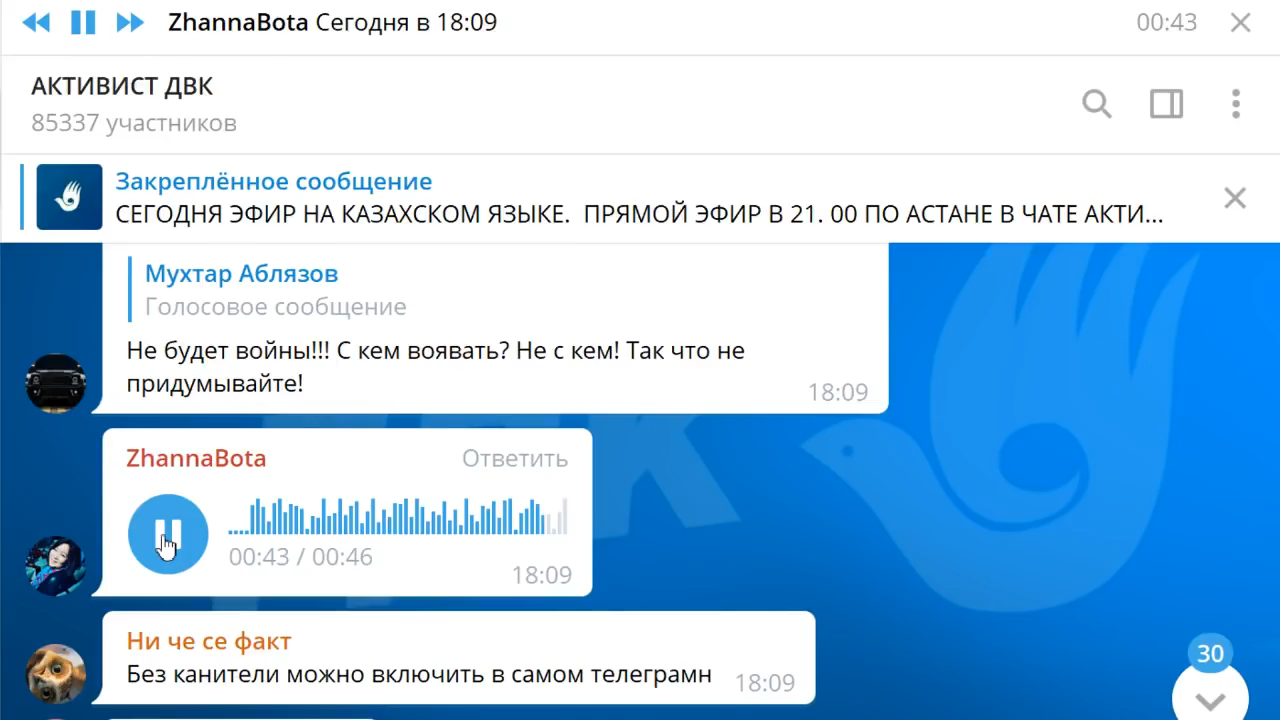 ZhannaBota Сегодня в 18:09
00:43
АКТИВИСТ ДВК
85337 участников
Закреплённое сообщение
СЕГОДНЯ ЭФИР НА КАЗАХСКОМ ЯЗЫКЕ. ПРЯМОЙ ЭФИР В 21. 00 ПО АСТАНЕ В ЧАТЕ АКТИ...
Мухтар Аблязов
Голосовое сообщение
Не будет войны!!! С кем воявать? Не с кем! Так что не
придумывайте!
18:09
ZhannaBota
Ответить
00:43 / 00:46
18:09
Ни че се факт
Без канители можно включить в самом телеграмн
18:09
30